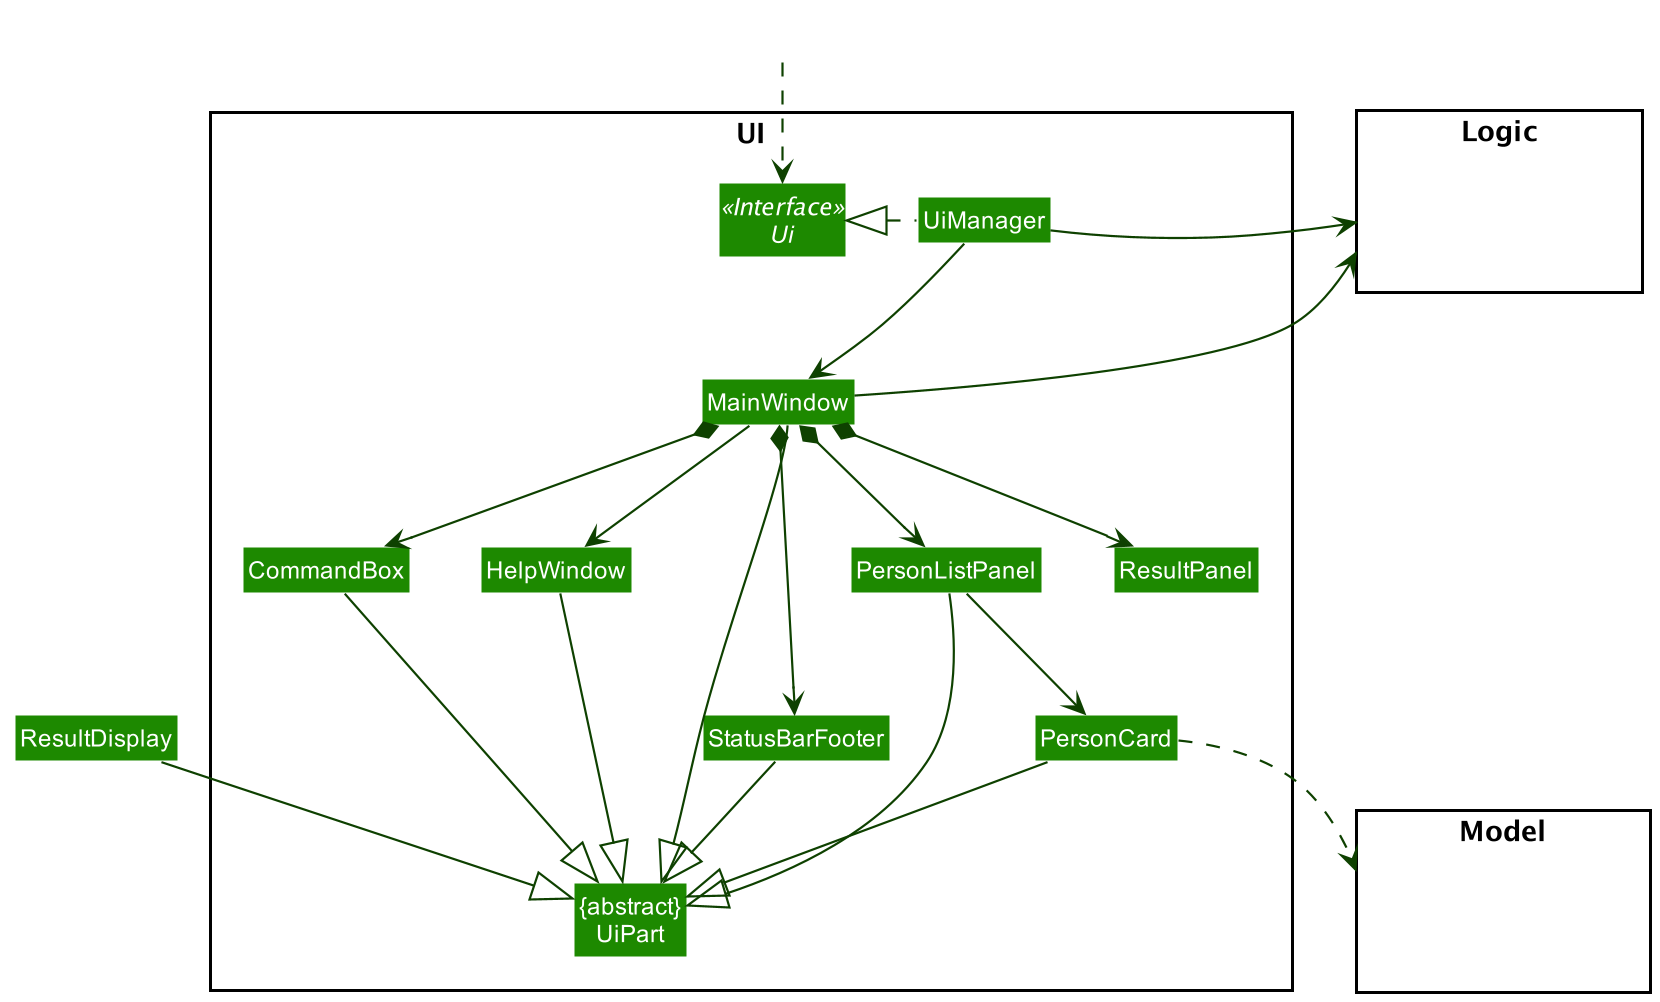 UI
Logic
«Interface»
Ui
UiManager
MainWindow
CommandBox
HelpWindow
PersonListPanel
ResultPanel
ResultDisplay
StatusBarFooter
PersonCard
Model
{abstract}
UiPart